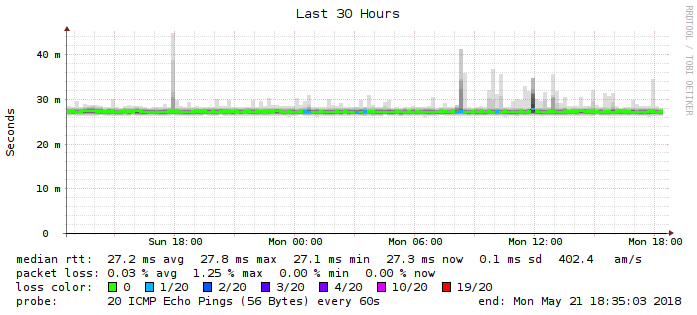 Last 30 Hours
RRDTOOL / TOBI OETIKER
Seconds
40 m
30 m
20 m
10 m
0
Sun 18:00 Mon 00:00 Mon 06:00 Mon 12:00 Mon 18:00
median rtt: 27.2 ms avg 27.8 ms max 27.1 ms min 27.3 ms now 0.1 ms sd 402.4 am/s
packet loss: 0.03 % avg 1.25 % max 0.00 % min 0.00 % now
loss color: 0 1/20 2/20 3/20 4/20 10/20 19/20
probe: 20 ICMP Echo Pings (56 Bytes) every 60s end: Mon May 21 18:35:03 2018